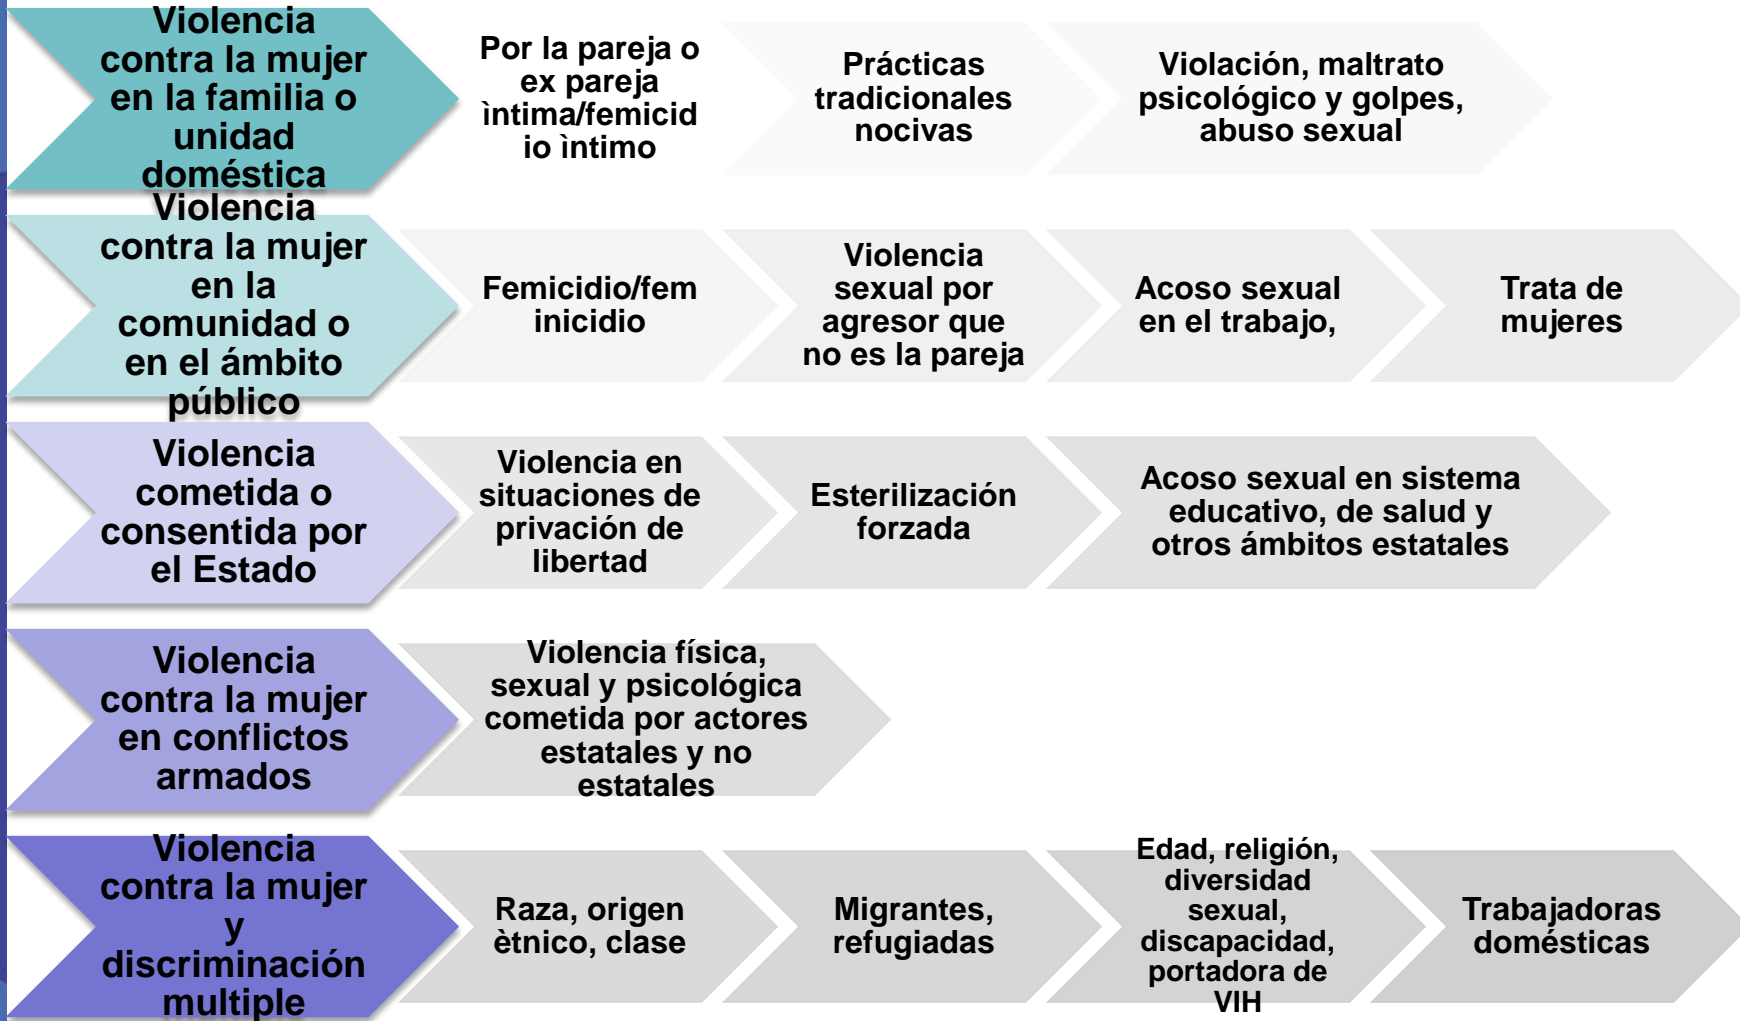 Violencia
contra la mujer
en la familia o
unidad
doméstica
Por la pareja o
ex pareja
ìntima/femicid
io ìntimo
Prácticas
tradicionales
nocivas
Violación, maltrato
psicológico y golpes,
abuso sexual
Violencia
contra la mujer
en la
comunidad o
en el ámbito
público
Femicidio/fem
inicidio
Violencia
sexual por
agresor que
no es la pareja
Acoso sexual
en el trabajo,
Trata de
mujeres
Violencia
cometida o
consentida por
el Estado
Violencia en
situaciones de
privación de
libertad
Esterilización
forzada
Acoso sexual en sistema
educativo, de salud y
otros ámbitos estatales
Violencia
contra la mujer
en conflictos
armados
Violencia física,
sexual y psicológica
cometida por actores
estatales y no
estatales
Violencia
contra la mujer
y
discriminación
multiple
Raza, origen
ètnico, clase
Migrantes,
refugiadas
Edad, religión,
diversidad
sexual,
discapacidad,
portadora de
VIH
Trabajadoras
domésticas